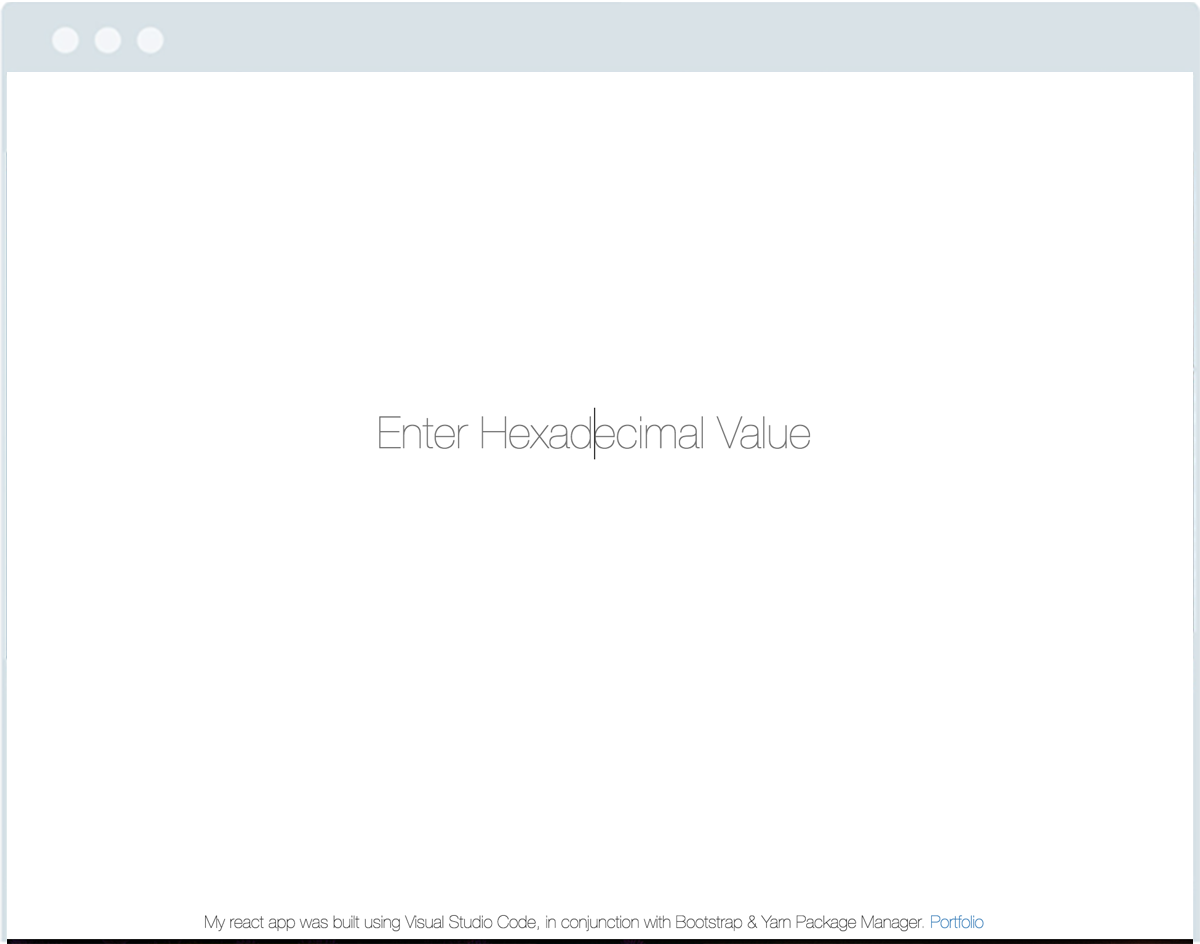 Enter Hexadecimal Value
My react app was built using Visual Studio Code, in conjunction with Bootstrap & Yarn Package Manager. Portfolio